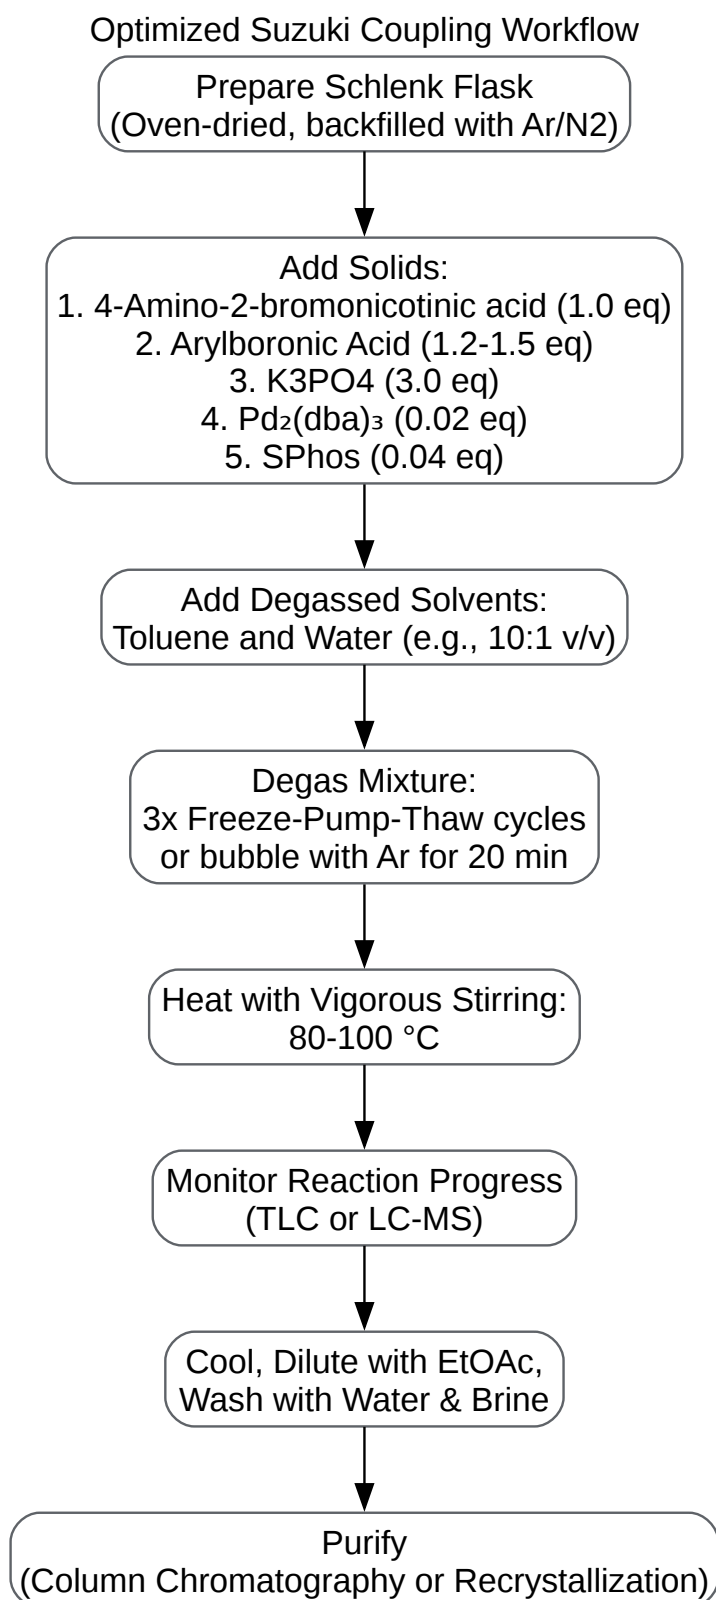 Optimized Suzuki Coupling Workflow
Prepare Schlenk Flask
(Oven-dried, backfilled with Ar/N2)
Add Solids:
1. 4-Amino-2-bromonicotinic acid (1.0 eq)
2. Arylboronic Acid (1.2-1.5 eq)
3. K3PO4 (3.0 eq)
4. Pd₂(dba)₃ (0.02 eq)
5. SPhos (0.04 eq)
Add Degassed Solvents:
Toluene and Water (e.g., 10:1 v/v)
Degas Mixture:
3x Freeze-Pump-Thaw cycles
or bubble with Ar for 20 min
Heat with Vigorous Stirring:
80-100 °C
Monitor Reaction Progress
(TLC or LC-MS)
Cool, Dilute with EtOAc,
Wash with Water & Brine
Purify
(Column Chromatography or Recrystallization)